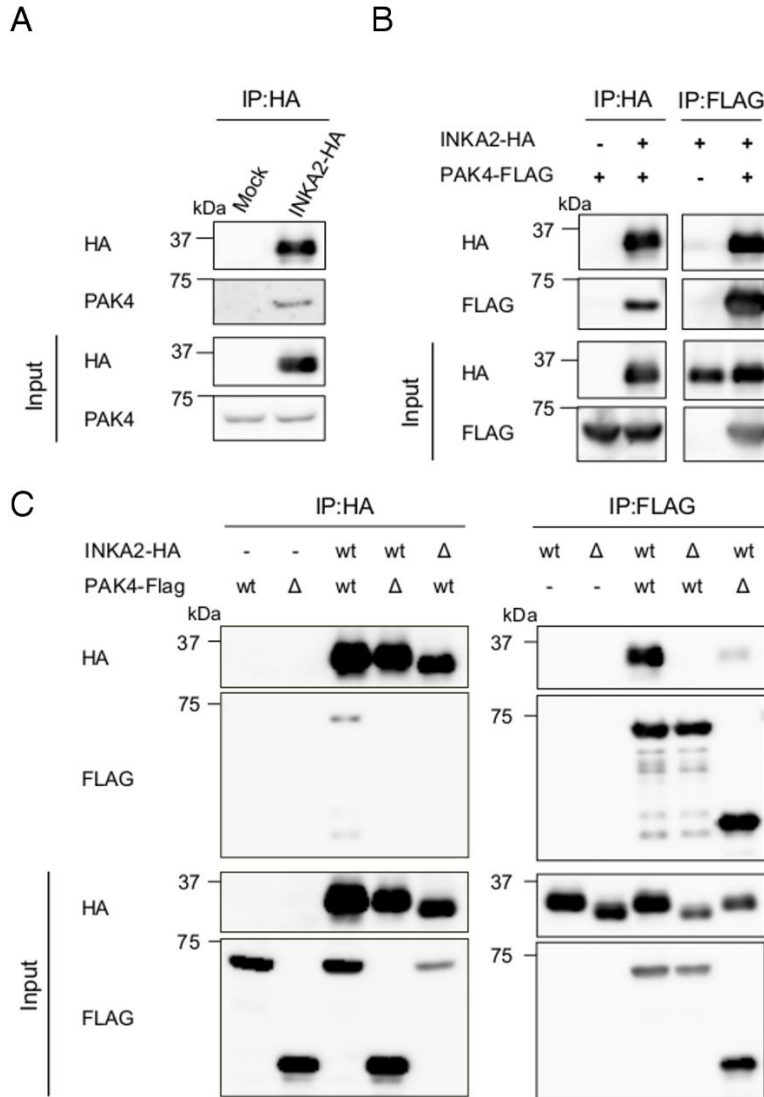 A
IP:HA
Mock
INKA2-HA
kDa
HA 37
PAK4 75
Input
HA 37
PAK4 75
B
IP:HA IP:FLAG
INKA2-HA - + + +
PAK4-FLAG + + - +
kDa
HA 37
FLAG 75
Input
HA 37
FLAG 75
C
IP:HA IP:FLAG
INKA2-HA - - wt wt Δ wt Δ wt Δ wt
PAK4-Flag wt Δ wt Δ wt - - wt wt Δ
kDa kDa
HA 37 37
FLAG 75 75
Input
HA 37 37
FLAG 75 75